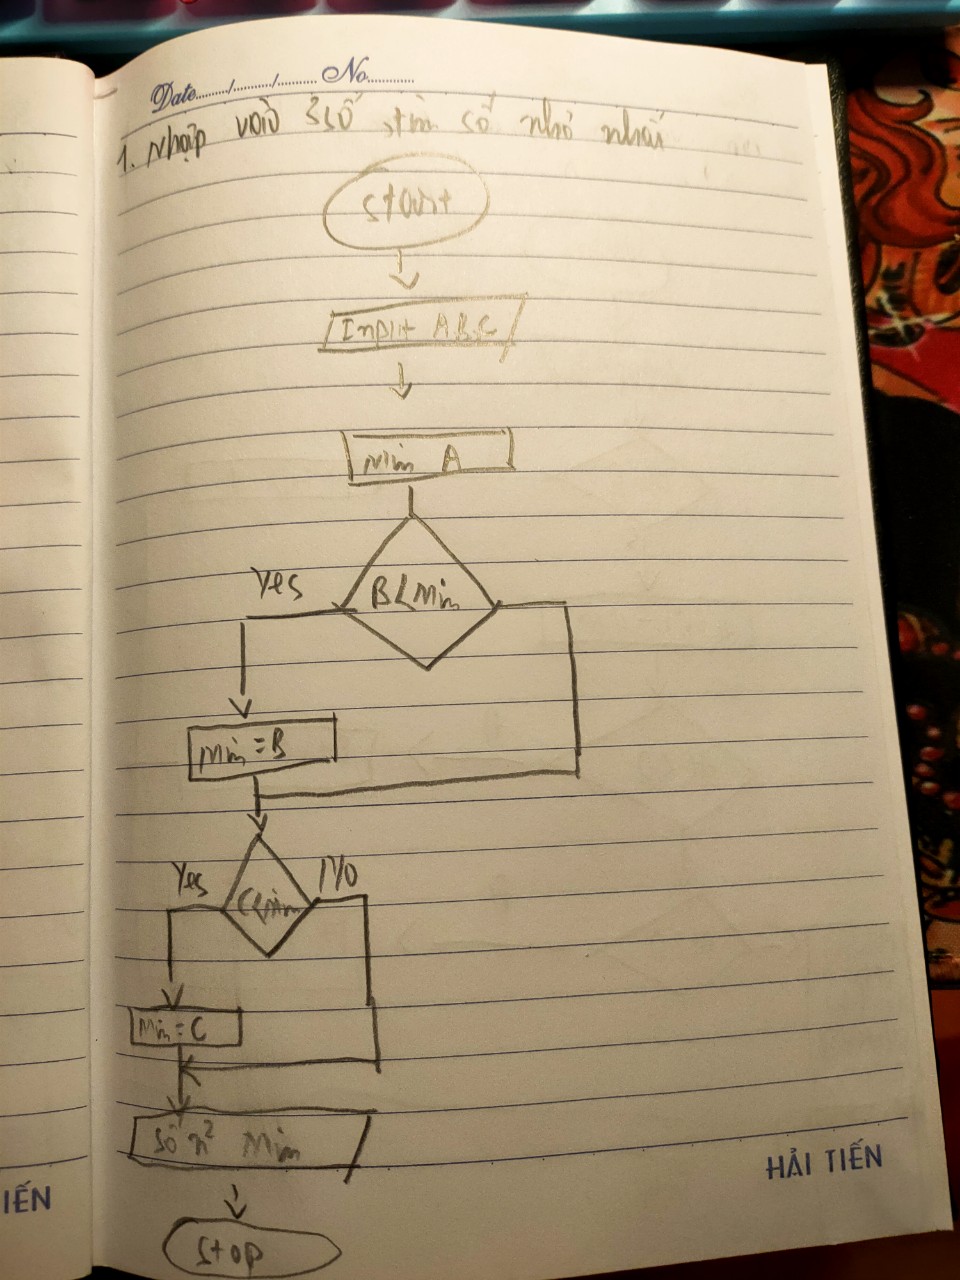 Date........./........../.......... No............
1. Nhập vào 3 số, tìm số nhỏ nhất
Start
Input A,B,C
Min A
B<Min
Yes
Min = B
Yes
C<Min
NO
Min = C
Số n² Min
Stop
HẢI TIẾN
IẾN